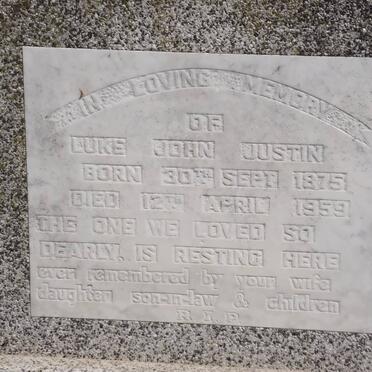 IN LOVING MEMORY
OF
LUKE JOHN JUSTIN
BORN 30TH SEPT 1875
DIED 12TH APRIL 1959
THE ONE WE LOVED SO
DEARLY, IS RESTING HERE
ever remembered by your wife
daughter son-in-law & children
R I P